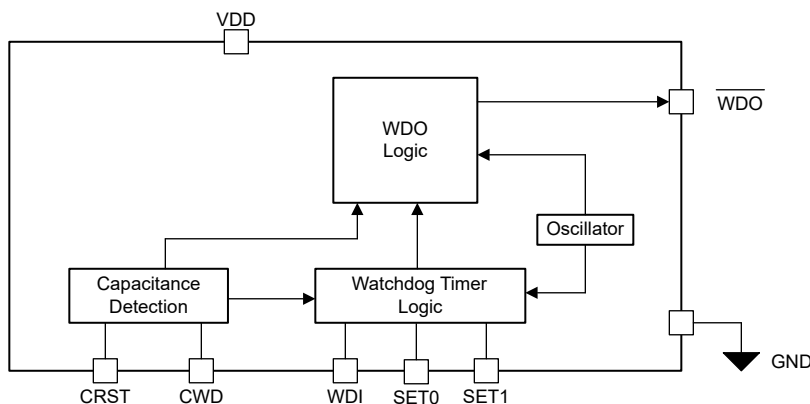 VDD
WDO
WDO
Logic
Oscillator
Capacitance
Detection
Watchdog Timer
Logic
GND
CRST
CWD
WDI
SET0
SET1